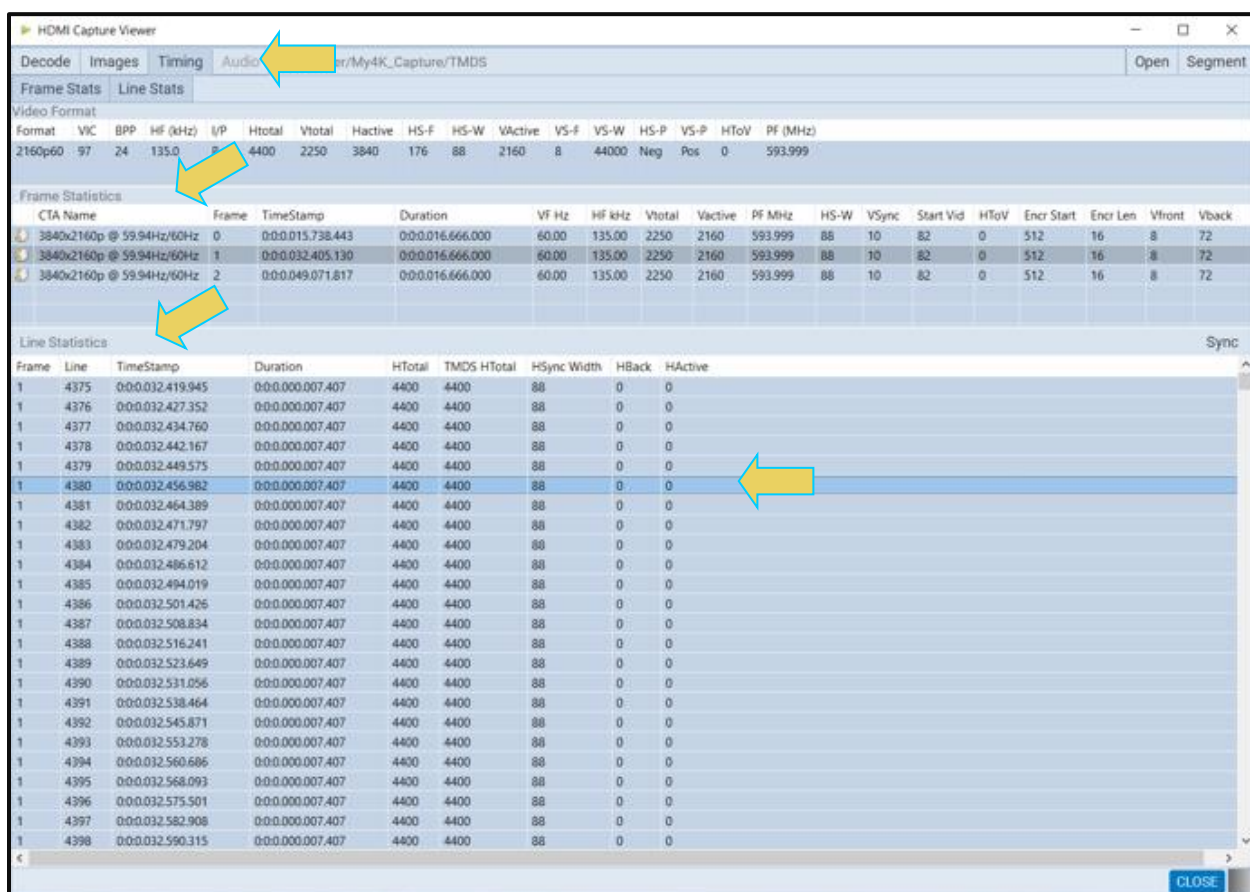 HDMI Capture Viewer
Decode Images Timing Audio er/My4K_Capture/TMDS Open Segment
Frame Stats Line Stats
Video Format
Format VIC BPP HF (kHz) I/P Htotal Vtotal Hactive HS-F HS-W VActive VS-F VS-W HS-P VS-P HToV PF (MHz)
2160p60 97 24 135.0 4400 2250 3840 176 88 2160 8 44000 Neg Pos 0 593.999
Frame Statistics
CTA Name Frame TimeStamp Duration VF Hz HF kHz Vtotal Vactive PF MHz HS-W VSync Start Vid HToV Encr Start Encr Len Vfront Vback
3840x2160p @ 59.94Hz/60Hz 0 0:0:0.015.738.443 0:0:0.016.666.000 60.00 135.00 2250 2160 593.999 88 10 82 0 512 16 8 72
3840x2160p @ 59.94Hz/60Hz 1 0:0:0.032.405.130 0:0:0.016.666.000 60.00 135.00 2250 2160 593.999 88 10 82 0 512 16 8 72
3840x2160p @ 59.94Hz/60Hz 2 0:0:0.049.071.817 0:0:0.016.666.000 60.00 135.00 2250 2160 593.999 88 10 82 0 512 16 8 72
Line Statistics Sync
Frame Line TimeStamp Duration HTotal TMDS HTotal HSync Width HBack HActive
1 4375 0:0:0.032.419.945 0:0:0.000.007.407 4400 4400 88 0 0
1 4376 0:0:0.032.427.352 0:0:0.000.007.407 4400 4400 88 0 0
1 4377 0:0:0.032.434.760 0:0:0.000.007.407 4400 4400 88 0 0
1 4378 0:0:0.032.442.167 0:0:0.000.007.407 4400 4400 88 0 0
1 4379 0:0:0.032.449.575 0:0:0.000.007.407 4400 4400 88 0 0
1 4380 0:0:0.032.456.982 0:0:0.000.007.407 4400 4400 88 0 0
1 4381 0:0:0.032.464.389 0:0:0.000.007.407 4400 4400 88 0 0
1 4382 0:0:0.032.471.797 0:0:0.000.007.407 4400 4400 88 0 0
1 4383 0:0:0.032.479.204 0:0:0.000.007.407 4400 4400 88 0 0
1 4384 0:0:0.032.486.612 0:0:0.000.007.407 4400 4400 88 0 0
1 4385 0:0:0.032.494.019 0:0:0.000.007.407 4400 4400 88 0 0
1 4386 0:0:0.032.501.426 0:0:0.000.007.407 4400 4400 88 0 0
1 4387 0:0:0.032.508.834 0:0:0.000.007.407 4400 4400 88 0 0
1 4388 0:0:0.032.516.241 0:0:0.000.007.407 4400 4400 88 0 0
1 4389 0:0:0.032.523.649 0:0:0.000.007.407 4400 4400 88 0 0
1 4390 0:0:0.032.531.056 0:0:0.000.007.407 4400 4400 88 0 0
1 4391 0:0:0.032.538.464 0:0:0.000.007.407 4400 4400 88 0 0
1 4392 0:0:0.032.545.871 0:0:0.000.007.407 4400 4400 88 0 0
1 4393 0:0:0.032.553.278 0:0:0.000.007.407 4400 4400 88 0 0
1 4394 0:0:0.032.560.686 0:0:0.000.007.407 4400 4400 88 0 0
1 4395 0:0:0.032.568.093 0:0:0.000.007.407 4400 4400 88 0 0
1 4396 0:0:0.032.575.501 0:0:0.000.007.407 4400 4400 88 0 0
1 4397 0:0:0.032.582.908 0:0:0.000.007.407 4400 4400 88 0 0
1 4398 0:0:0.032.590.315 0:0:0.000.007.407 4400 4400 88 0 0
CLOSE